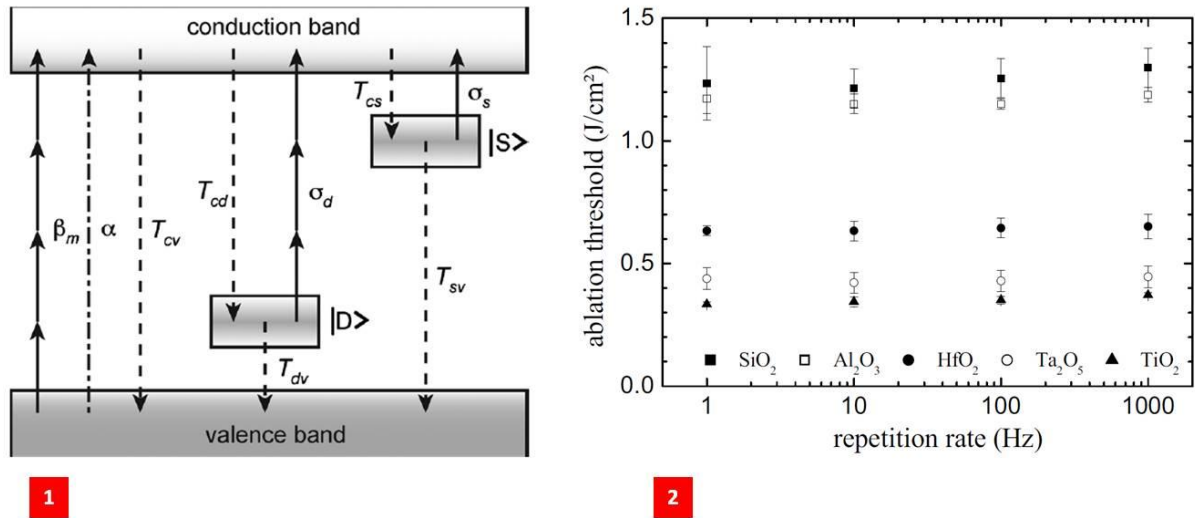 conduction band
T_cs
σ_s
|S>
T_cd
σ_d
β_m
α
T_cv
T_sv
|D>
T_dv
valence band
1
ablation threshold (J/cm²)
1.5
1.0
0.5
0.0
SiO₂ Al₂O₃ HfO₂ Ta₂O₅ TiO₂
1 10 100 1000
repetition rate (Hz)
2